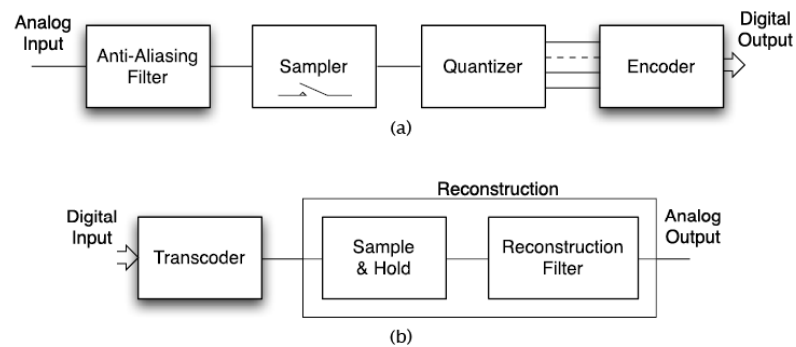 Analog
Input
Anti-Aliasing
Filter
Sampler
Quantizer
Encoder
Digital
Output
(a)
Reconstruction
Digital
Input
Transcoder
Sample
& Hold
Reconstruction
Filter
Analog
Output
(b)